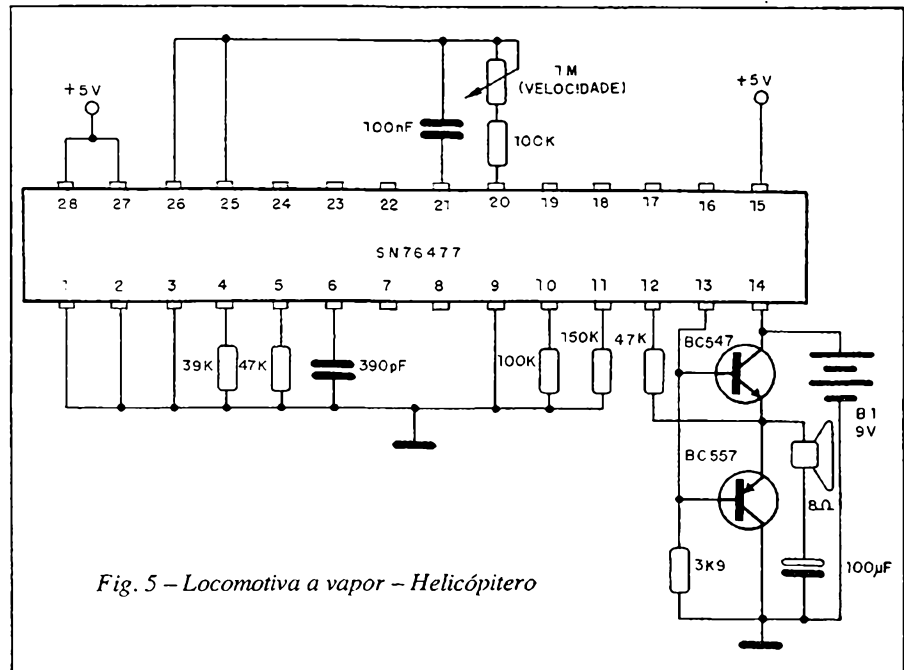 +5V
1M
(VELOCIDADE)
+5V
100nF
100K
28 27 26 25 24 23 22 21 20 19 18 17 16 15
SN76477
1 2 3 4 5 6 7 8 9 10 11 12 13 14
39K 47K 390pF 100K 150K 47K BC547
B1
9V
BC557
8Ω
3K9 100µF
Fig. 5 – Locomotiva a vapor – Helicópitero